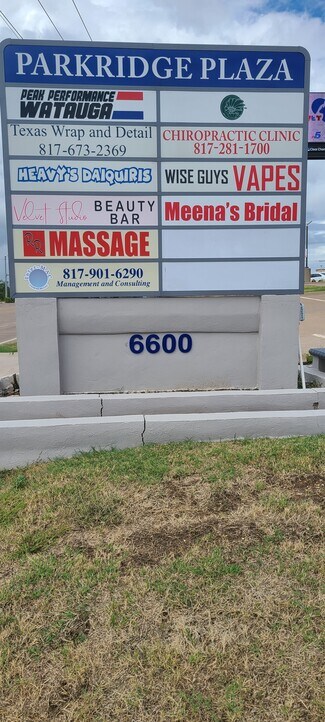 PARKRIDGE PLAZA
PEAK PERFORMANCE
WATAUGA
Texas Wrap and Detail
817-673-2369
CHIROPRACTIC CLINIC
817-281-1700
HEAVY'S DAIQUIRIS
WISE GUYS VAPES
Velvet Studio BEAUTY
BAR
Meena's Bridal
MASSAGE
817-901-6290
Management and Consulting
6600